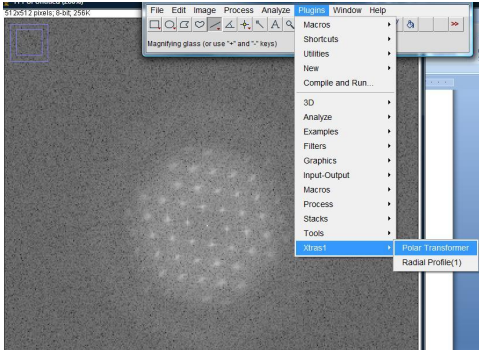 512x512 pixels; 8-bit; 256K
File Edit Image Process Analyze Plugins Window Help
A >>
Magnifying glass (or use "+" and "-" keys)
Macros
Shortcuts
Utilities
New
Compile and Run...
3D
Analyze
Examples
Filters
Graphics
Input-Output
Macros
Process
Stacks
Tools
Xtras1
Polar Transformer
Radial Profile(1)